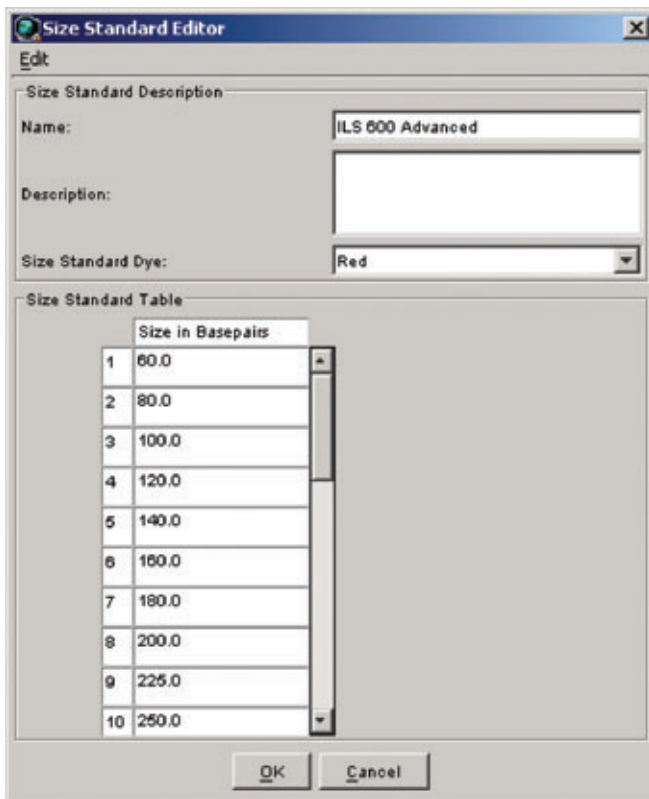 Size Standard Editor
Edit
Size Standard Description
Name: ILS 600 Advanced
Description:
Size Standard Dye: Red
Size Standard Table
Size in Basepairs
1 60.0
2 80.0
3 100.0
4 120.0
5 140.0
6 160.0
7 180.0
8 200.0
9 225.0
10 250.0
OK Cancel